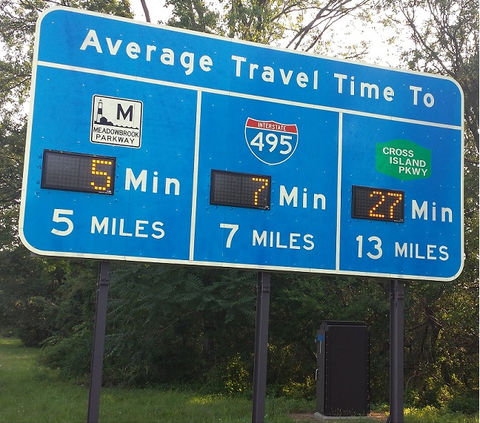 Average Travel Time To
M
MEADOWBROOK
PARKWAY
5 Min
5 MILES
INTERSTATE
495
7 Min
7 MILES
CROSS
ISLAND
PKWY
27 Min
13 MILES